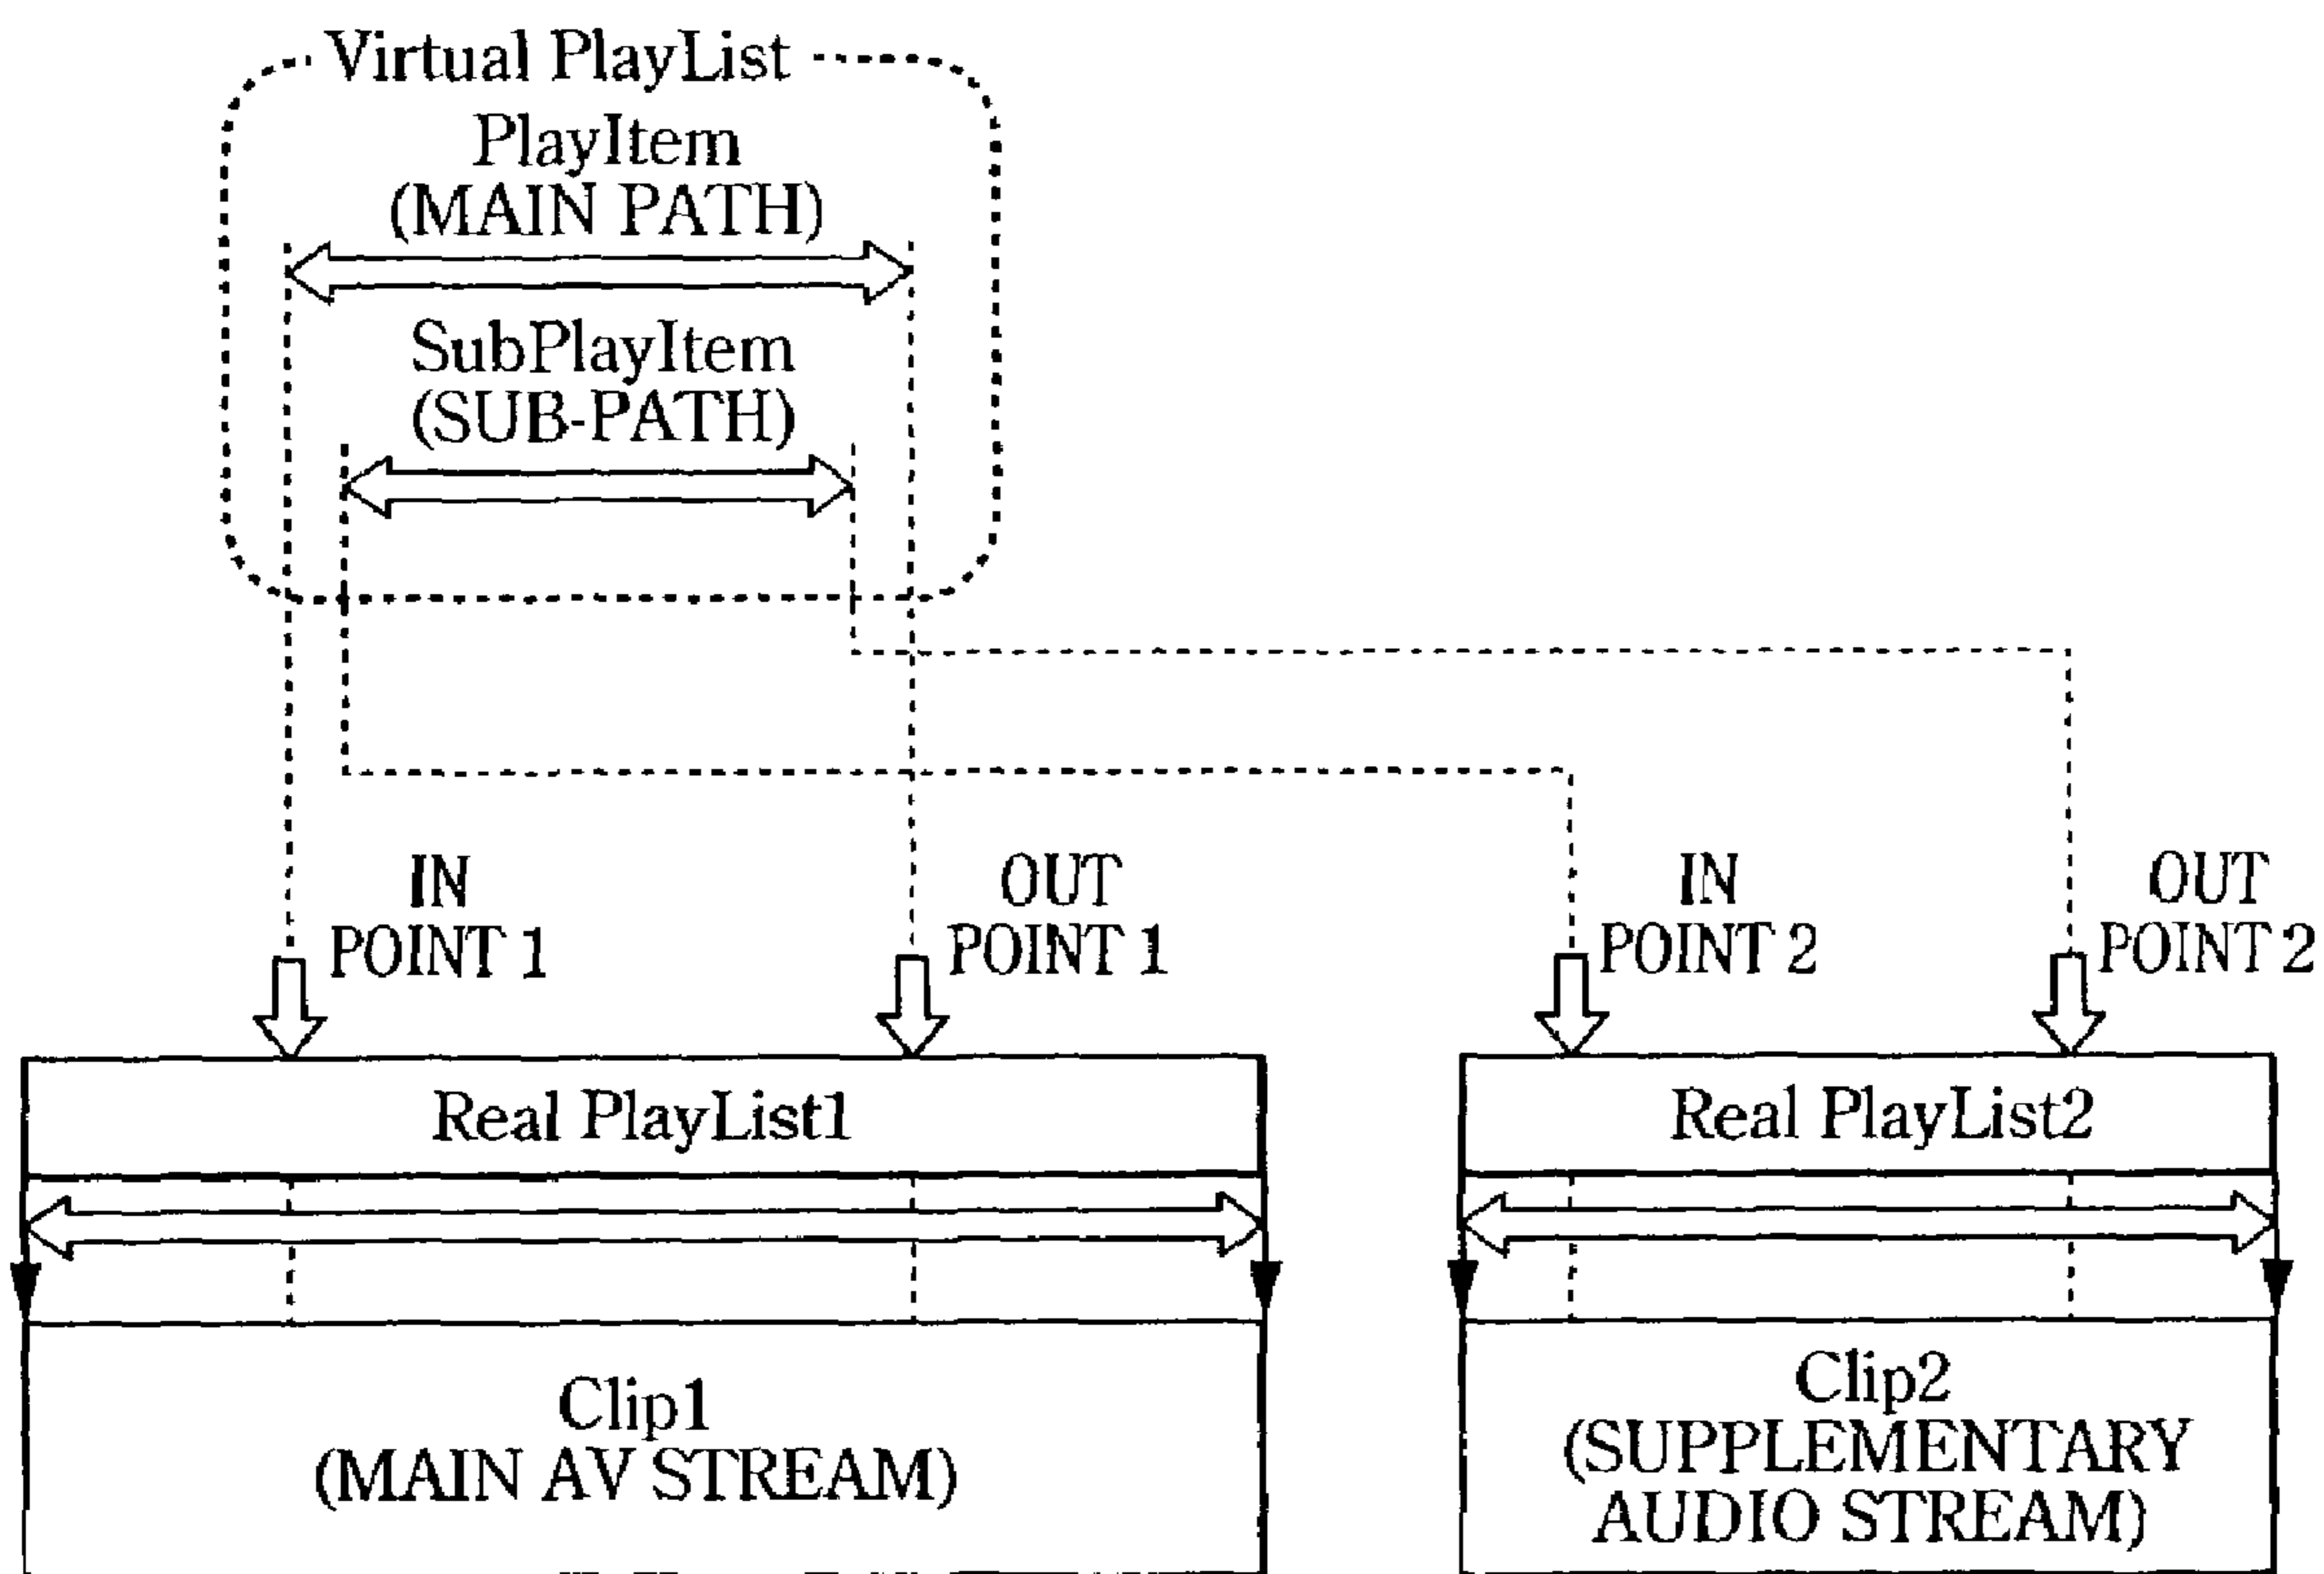 Virtual PlayList
PlayItem
(MAIN PATH)
SubPlayItem
(SUB-PATH)
IN
POINT 1
OUT
POINT 1
IN
POINT 2
OUT
POINT 2
Real PlayList1
Real PlayList2
Clip1
(MAIN AV STREAM)
Clip2
(SUPPLEMENTARY
AUDIO STREAM)